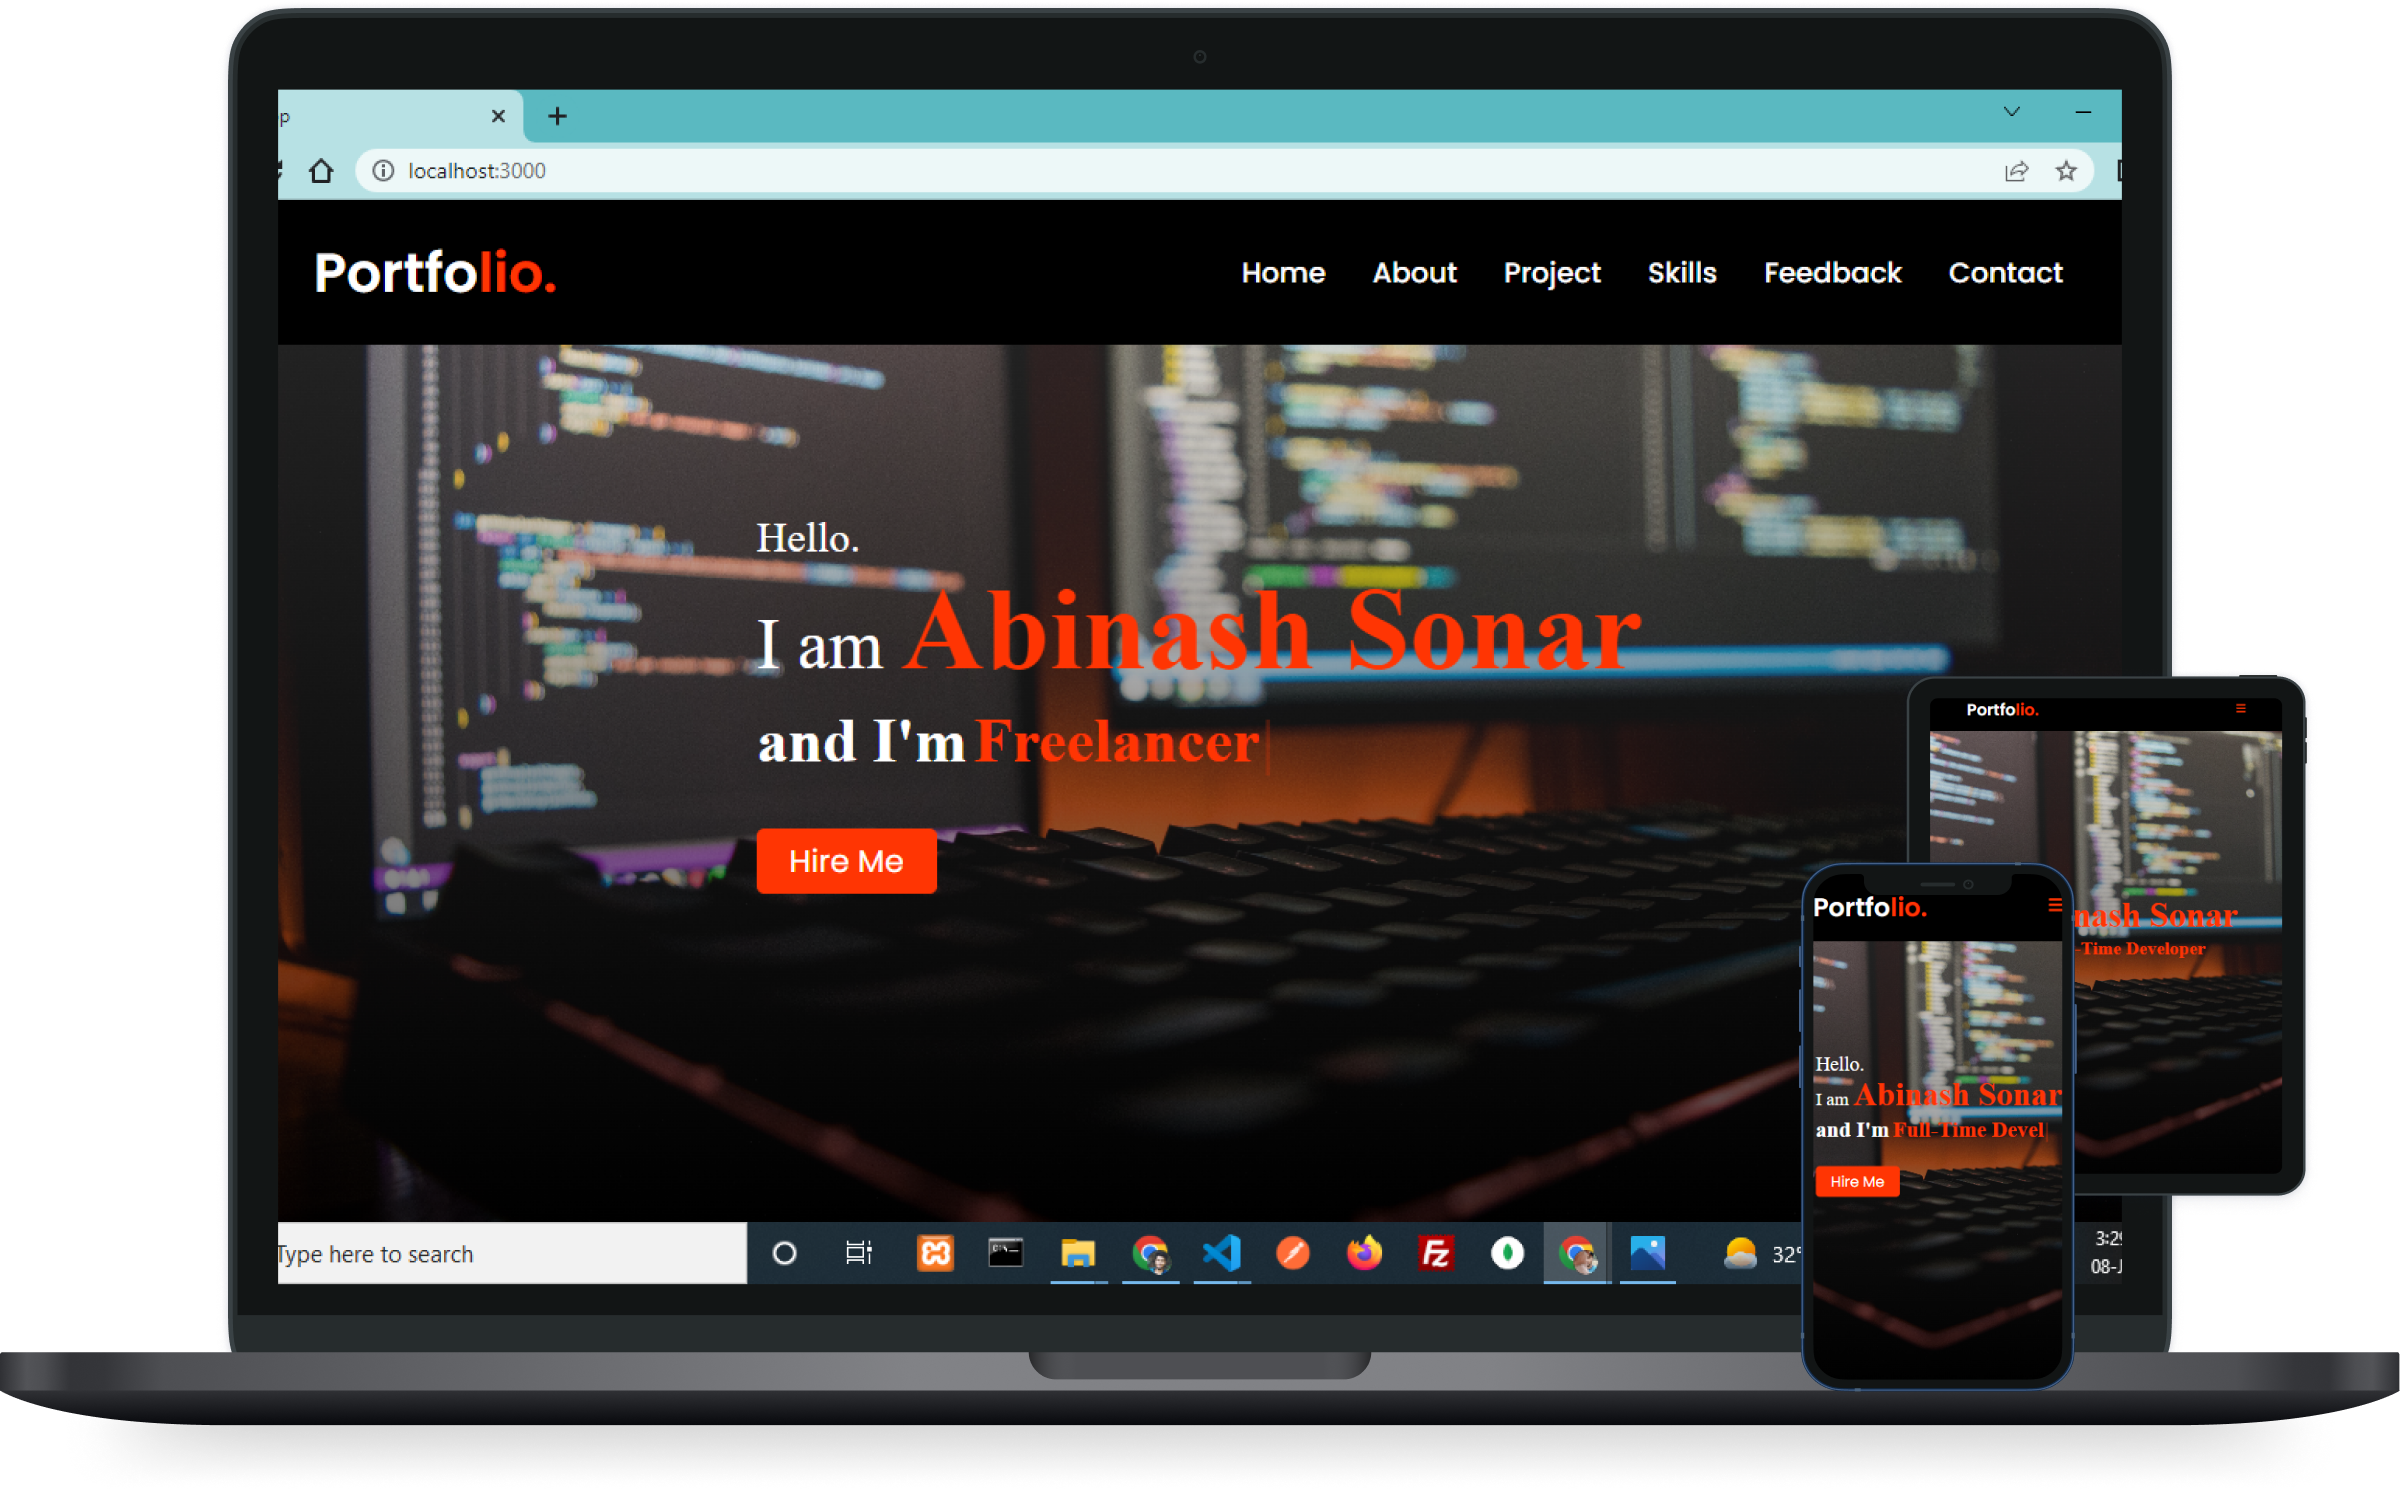 localhost:3000
Portfolio.
Home About Project Skills Feedback Contact
Hello.
I am Abinash Sonar
and I'm Freelancer
Hire Me
Type here to search
32°
3:29
08-J
Portfolio.
nash Sonar
-Time Developer
Portfolio.
Hello.
I am Abinash Sonar
and I'm Full-Time Devel
Hire Me